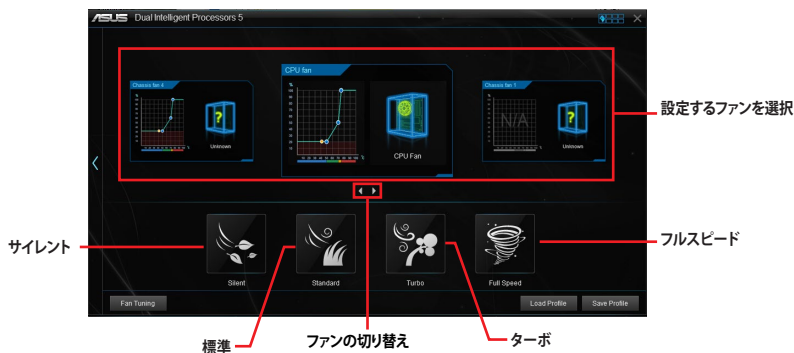 ASUS Dual Intelligent Processors 5
Chassis fan 4
Unknown
CPU fan
CPU Fan
Chassis fan 1
N/A
Unknown
設定するファンを選択
サイレント
フルスピード
Silent
Standard
Turbo
Full Speed
Fan Tuning
Load Profile
Save Profile
標準
ファンの切り替え
ターボ